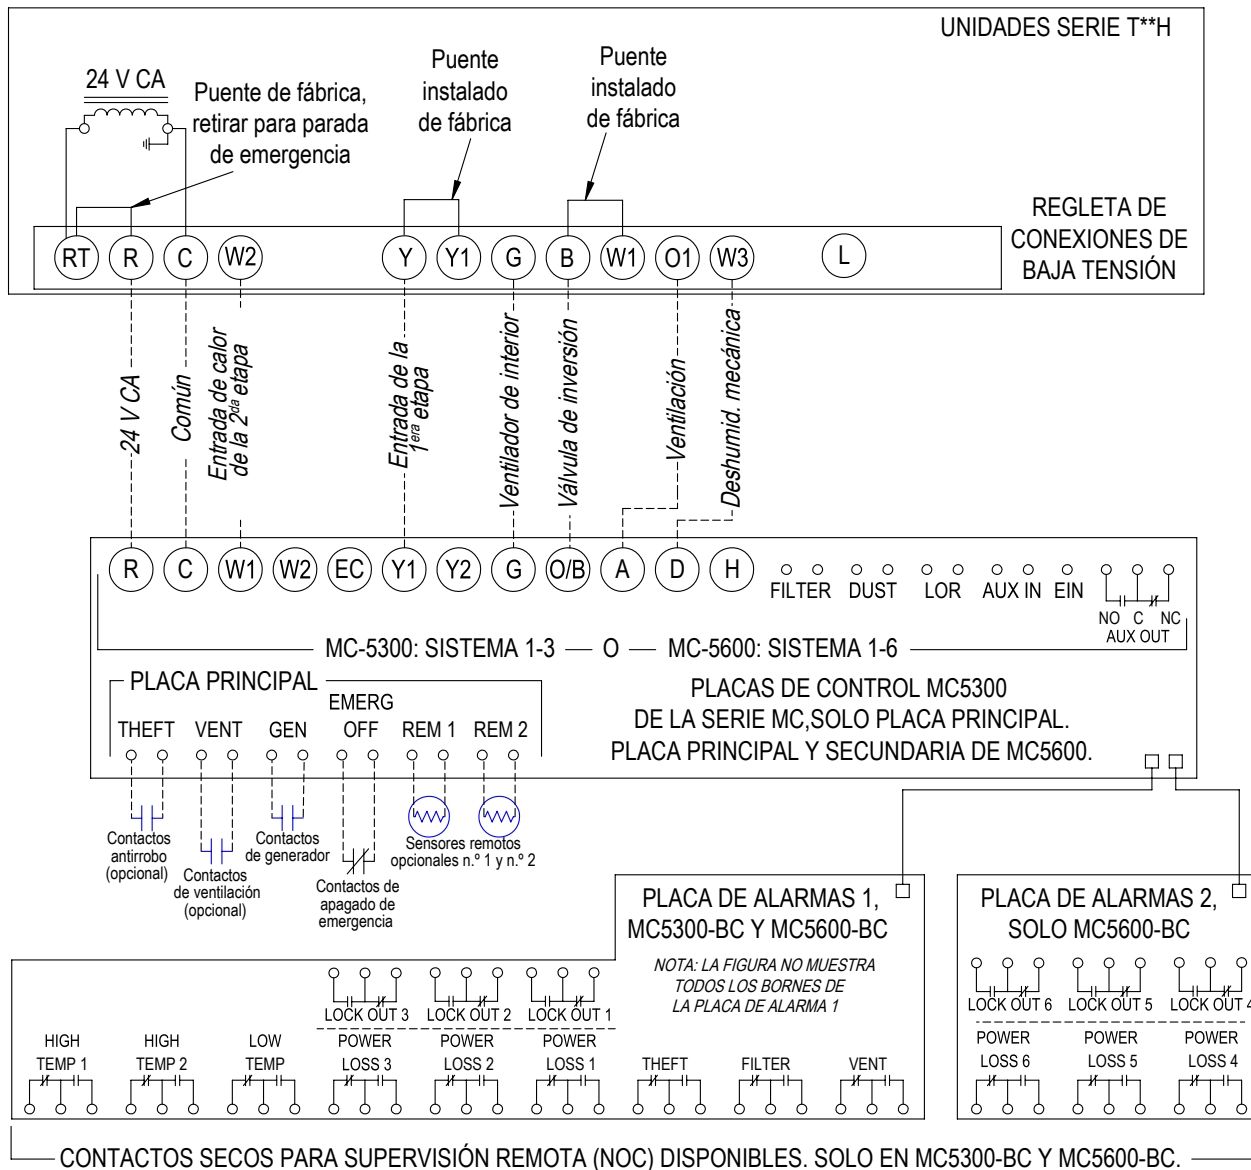 UNIDADES SERIE T**H
24 V CA
Puente de fábrica,
retirar para parada
de emergencia
Puente
instalado
de fábrica
Puente
instalado
de fábrica
REGLETA DE
CONEXIONES DE
BAJA TENSIÓN
RT R C W2 Y Y1 G B W1 O1 W3 L
24 V CA
Común
Entrada de calor
de la 2da etapa
Entrada de la
1era etapa
Ventilador de interior
Válvula de inversión
Ventilación
Deshumid. mecánica
R C W1 W2 EC Y1 Y2 G O/B A D H
FILTER DUST LOR AUX IN EIN
NO C NC
AUX OUT
MC-5300: SISTEMA 1-3 O MC-5600: SISTEMA 1-6
PLACA PRINCIPAL
EMERG
THEFT VENT GEN OFF REM 1 REM 2
PLACAS DE CONTROL MC5300
DE LA SERIE MC,SOLO PLACA PRINCIPAL.
PLACA PRINCIPAL Y SECUNDARIA DE MC5600.
Contactos
antirrobo
(opcional)
Contactos
de ventilación
(opcional)
Contactos
de generador
Contactos de
apagado de
emergencia
Sensores remotos
opcionales n.º 1 y n.º 2
PLACA DE ALARMAS 1,
MC5300-BC Y MC5600-BC
NOTA: LA FIGURA NO MUESTRA
TODOS LOS BORNES DE
LA PLACA DE ALARMA 1
LOCK OUT 3 LOCK OUT 2 LOCK OUT 1
HIGH
TEMP 1
HIGH
TEMP 2
LOW
TEMP
POWER
LOSS 3
POWER
LOSS 2
POWER
LOSS 1
THEFT
FILTER
VENT
PLACA DE ALARMAS 2,
SOLO MC5600-BC
LOCK OUT 6 LOCK OUT 5 LOCK OUT 4
POWER
LOSS 6
POWER
LOSS 5
POWER
LOSS 4
CONTACTOS SECOS PARA SUPERVISIÓN REMOTA (NOC) DISPONIBLES. SOLO EN MC5300-BC Y MC5600-BC.